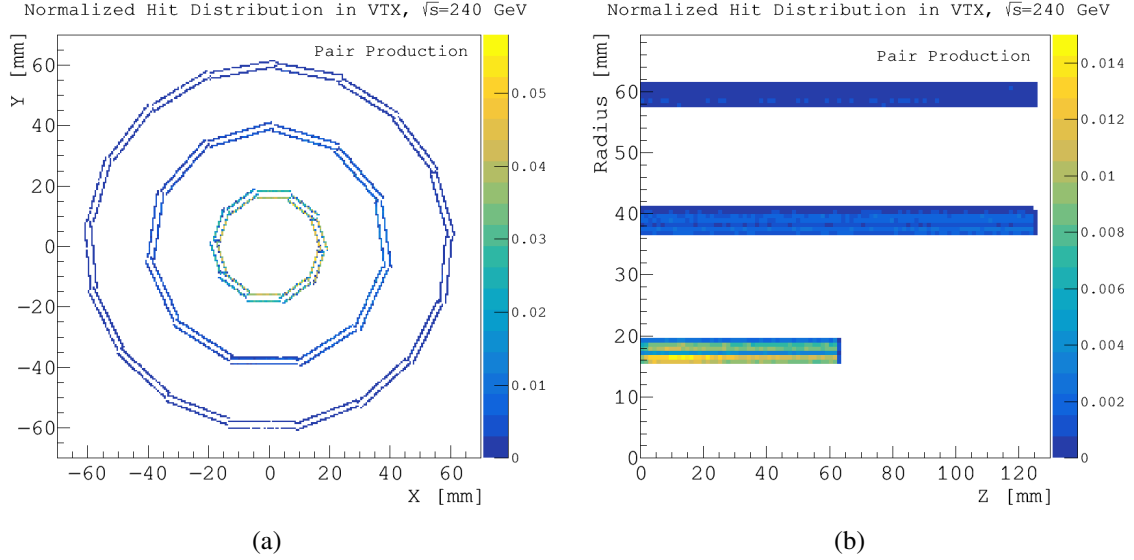 Normalized Hit Distribution in VTX, √s=240 GeV
Pair Production
Y [mm]
60
40
20
0
−20
−40
−60
−60 −40 −20 0 20 40 60
X [mm]
0.05
0.04
0.03
0.02
0.01
0
(a)
Normalized Hit Distribution in VTX, √s=240 GeV
Pair Production
Radius [mm]
60
50
40
30
20
10
0
0 20 40 60 80 100 120
Z [mm]
0.014
0.012
0.010
0.008
0.006
0.004
0.002
0
(b)